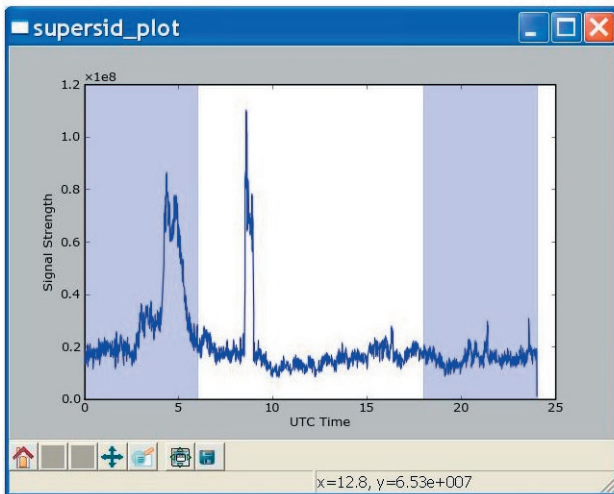 supersid_plot
×1e8
1.2
1.0
0.8
0.6
0.4
0.2
0.0
Signal Strength
0 5 10 15 20 25
UTC Time
x=12.8, y=6.53e+007